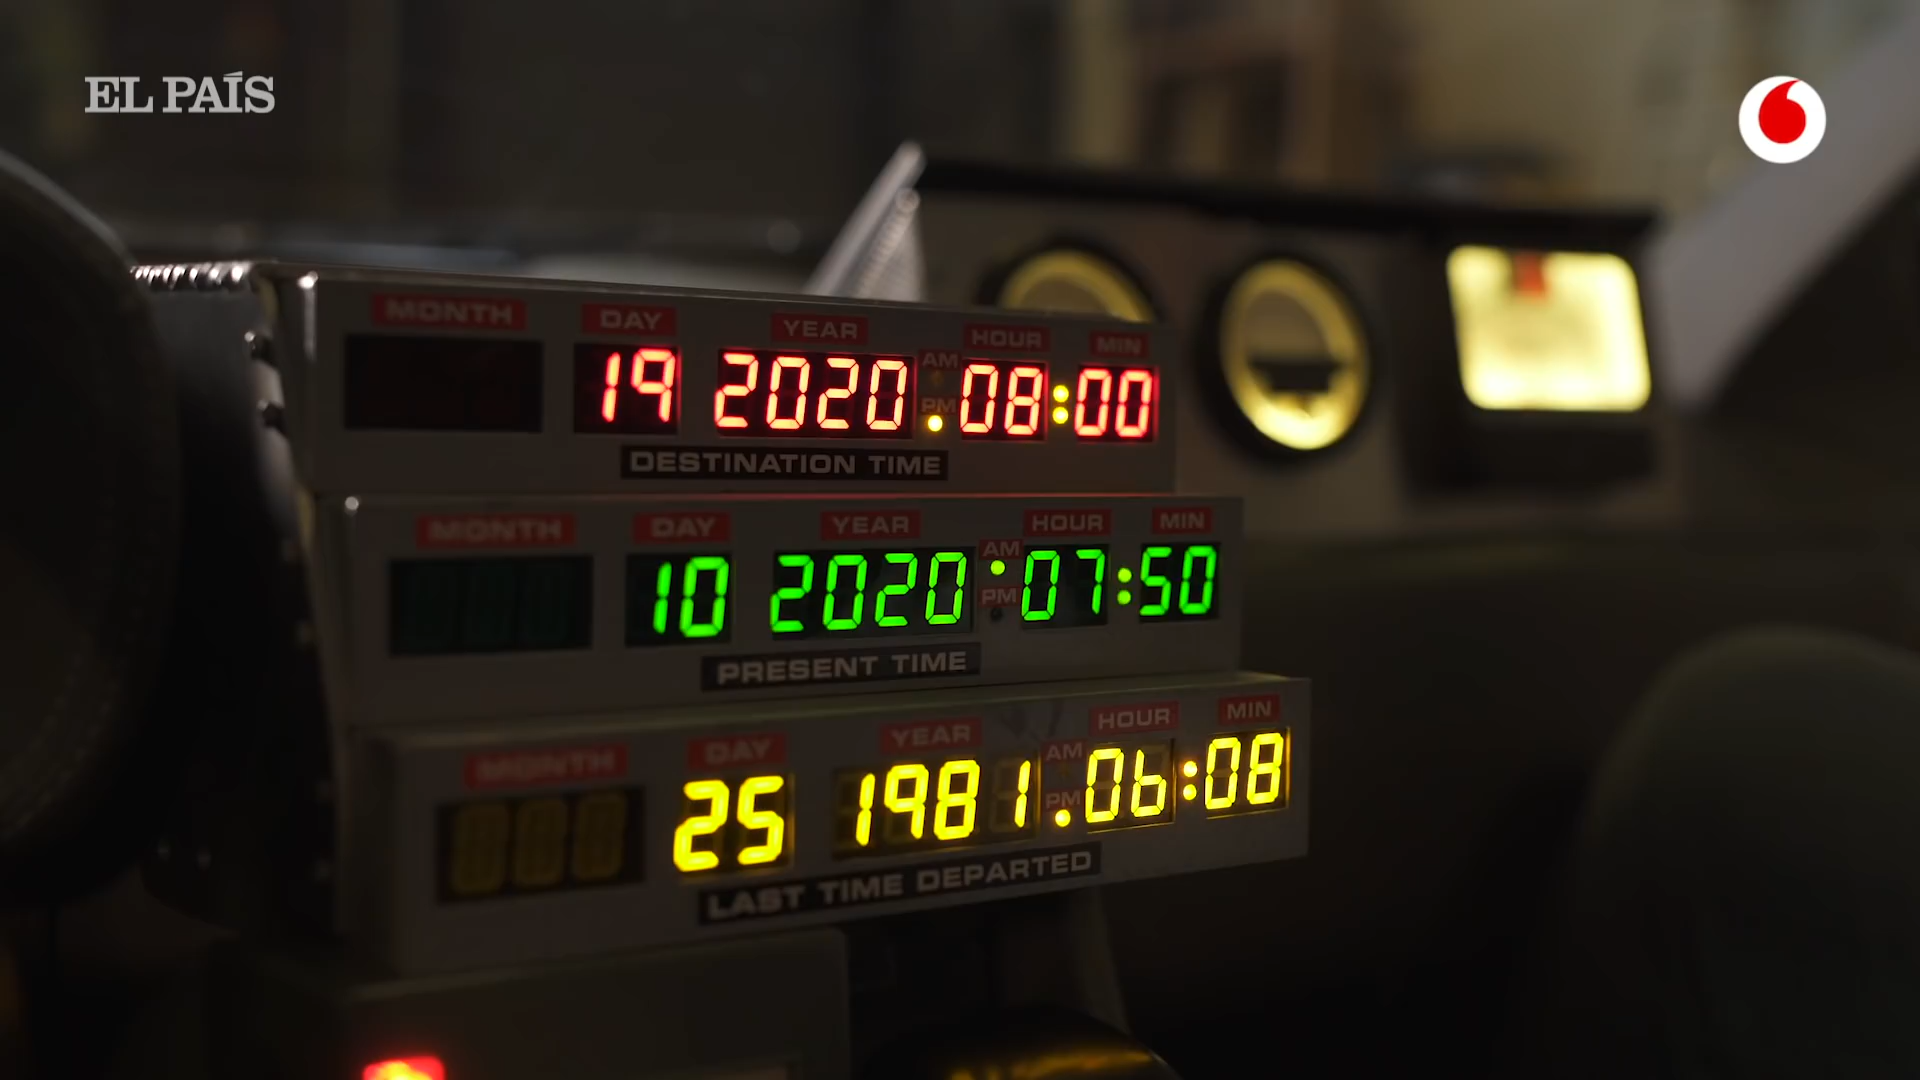 EL PAÍS
MONTH DAY YEAR HOUR MIN
19 2020 AM PM 08:00
DESTINATION TIME
MONTH DAY YEAR HOUR MIN
10 2020 AM PM 07:50
PRESENT TIME
MONTH DAY YEAR HOUR MIN
25 1981 AM PM 06:08
LAST TIME DEPARTED